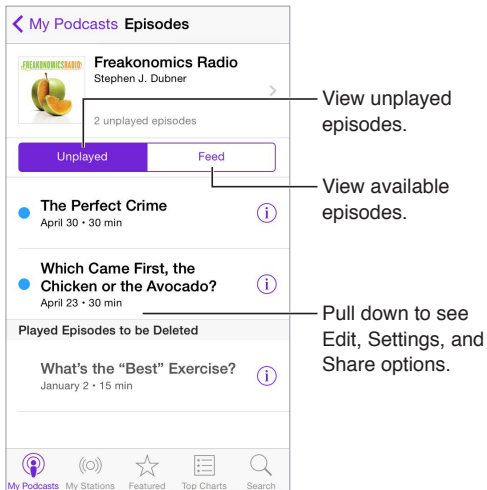 My Podcasts Episodes
FREAKONOMICSRADIO
Freakonomics Radio
Stephen J. Dubner
2 unplayed episodes
Unplayed
Feed
The Perfect Crime
April 30 • 30 min
Which Came First, the
Chicken or the Avocado?
April 23 • 30 min
Played Episodes to be Deleted
What's the “Best” Exercise?
January 2 • 15 min
My Podcasts
My Stations
Featured
Top Charts
Search
View unplayed
episodes.
View available
episodes.
Pull down to see
Edit, Settings, and
Share options.